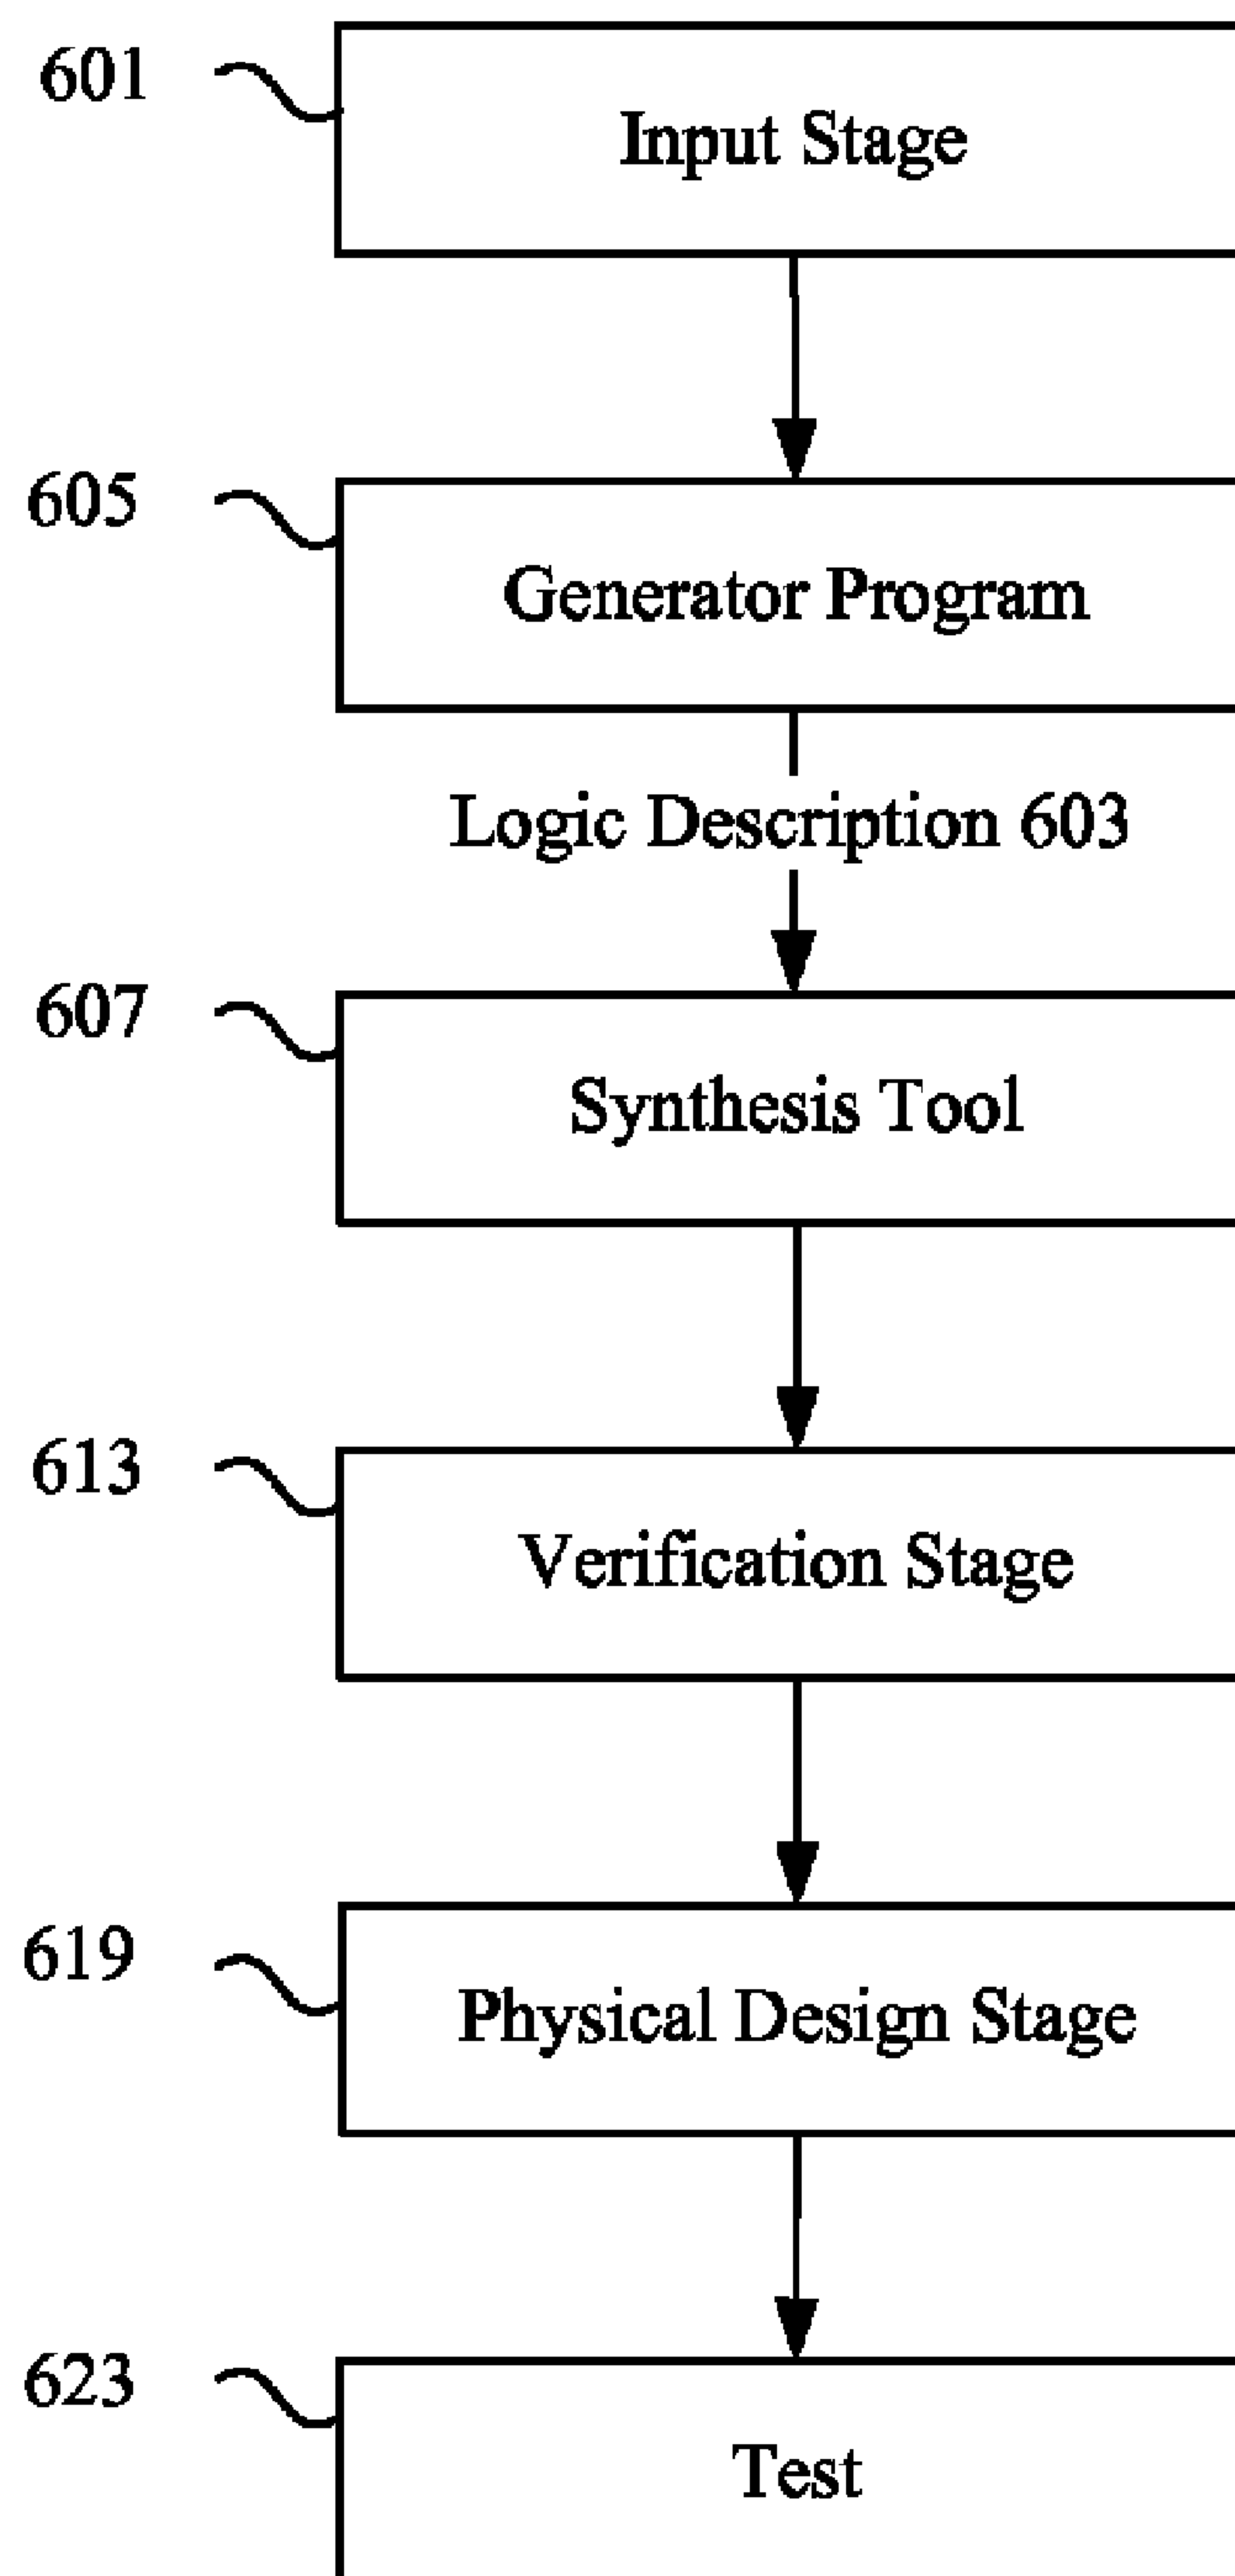 601
Input Stage
605
Generator Program
Logic Description 603
607
Synthesis Tool
613
Verification Stage
619
Physical Design Stage
623
Test